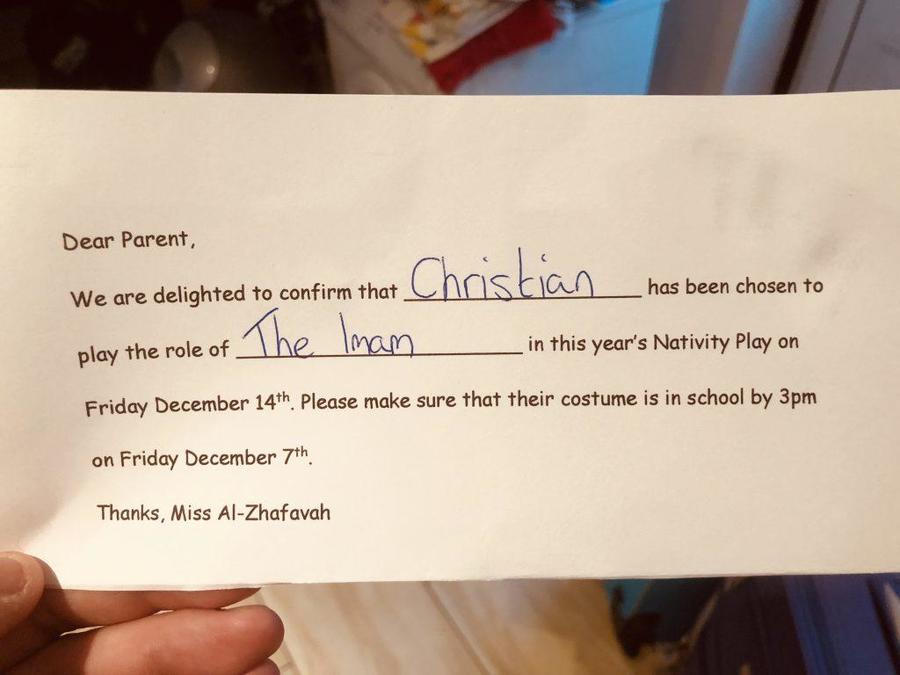 Dear Parent,
We are delighted to confirm that Christian has been chosen to
play the role of The Imam in this year's Nativity Play on
Friday December 14th. Please make sure that their costume is in school by 3pm
on Friday December 7th.
Thanks, Miss Al-Zhafavah